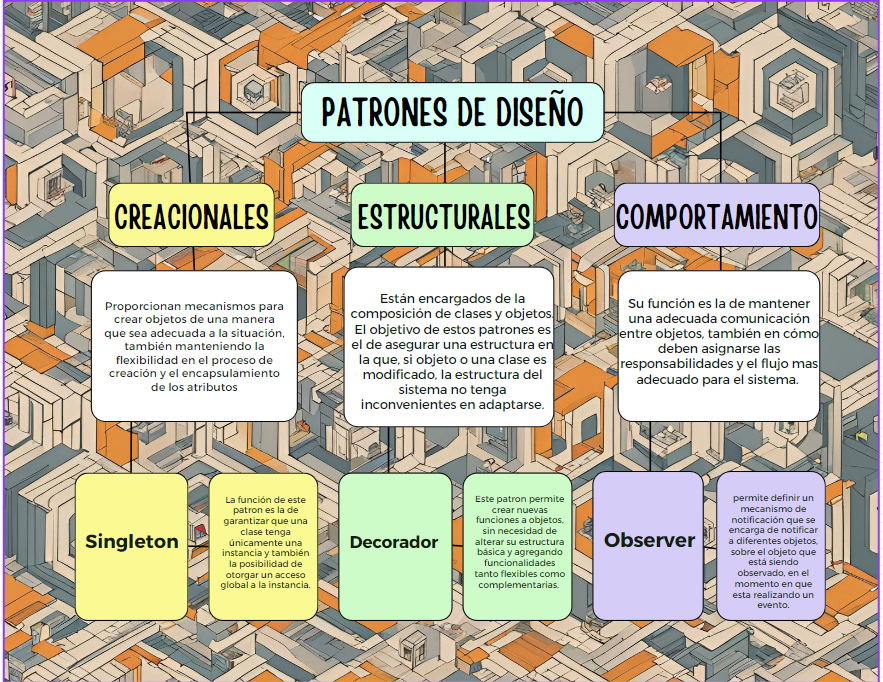 PATRONES DE DISEÑO
CREACIONALES
Proporcionan mecanismos para
crear objetos de una manera
que sea adecuada a la situación,
también manteniendo la
flexibilidad en el proceso de
creación y el encapsulamiento
de los atributos
ESTRUCTURALES
Están encargados de la
composición de clases y objetos.
El objetivo de estos patrones es
el de asegurar una estructura en
la que, si objeto o una clase es
modificado, la estructura del
sistema no tenga
inconvenientes en adaptarse.
COMPORTAMIENTO
Su función es la de mantener
una adecuada comunicación
entre objetos, también en cómo
deben asignarse las
responsabilidades y el flujo mas
adecuado para el sistema.
Singleton
La función de este
patron es la de
garantizar que una
clase tenga
únicamente una
instancia y también
la posibilidad de
otorgar un acceso
global a la instancia.
Decorador
Este patron permite
crear nuevas
funciones a objetos,
sin necesidad de
alterar su estructura
básica y agregando
funcionalidades
tanto flexibles como
complementarias.
Observer
permite definir un
mecanismo de
notificación que se
encarga de notificar
a diferentes objetos,
sobre el objeto que
está siendo
observado, en el
momento en que
esta realizando un
evento.